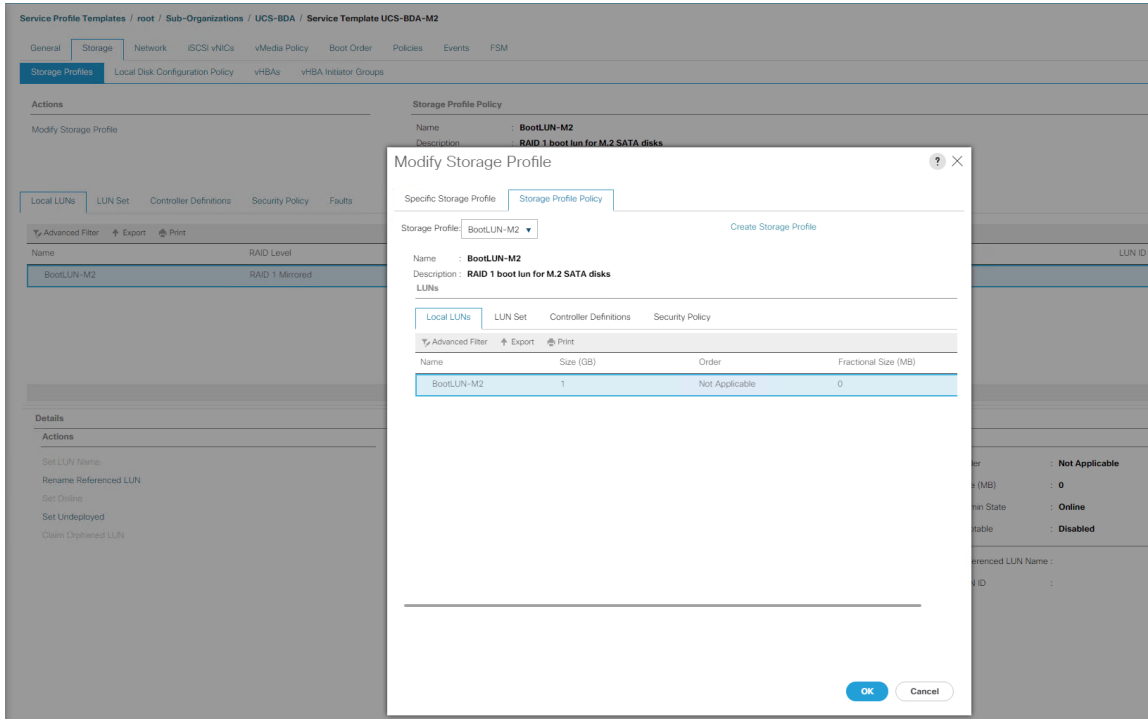 Service Profile Templates / root / Sub-Organizations / UCS-BDA / Service Template UCS-BDA-M2
General Storage Network iSCSI vNICs vMedia Policy Boot Order Policies Events FSM
Storage Profiles Local Disk Configuration Policy vHBAs vHBA Initiator Groups
Actions
Modify Storage Profile
Storage Profile Policy
Name : BootLUN-M2
Description : RAID 1 boot lun for M.2 SATA disks
Local LUNs LUN Set Controller Definitions Security Policy Faults
Advanced Filter Export Print
Name RAID Level LUN ID
BootLUN-M2 RAID 1 Mirrored
Details
Actions
Set LUN Name
Rename Referenced LUN
Set Online
Set Undeployed
Claim Orphaned LUN
Modify Storage Profile
? ×
Specific Storage Profile Storage Profile Policy
Storage Profile: BootLUN-M2 ▼ Create Storage Profile
Name : BootLUN-M2
Description : RAID 1 boot lun for M.2 SATA disks
LUNs
Local LUNs LUN Set Controller Definitions Security Policy
Advanced Filter Export Print
Name Size (GB) Order Fractional Size (MB)
BootLUN-M2 1 Not Applicable 0
OK Cancel
: Not Applicable
(MB) : 0
State : Online
: Disabled
LUN Name :
ID :